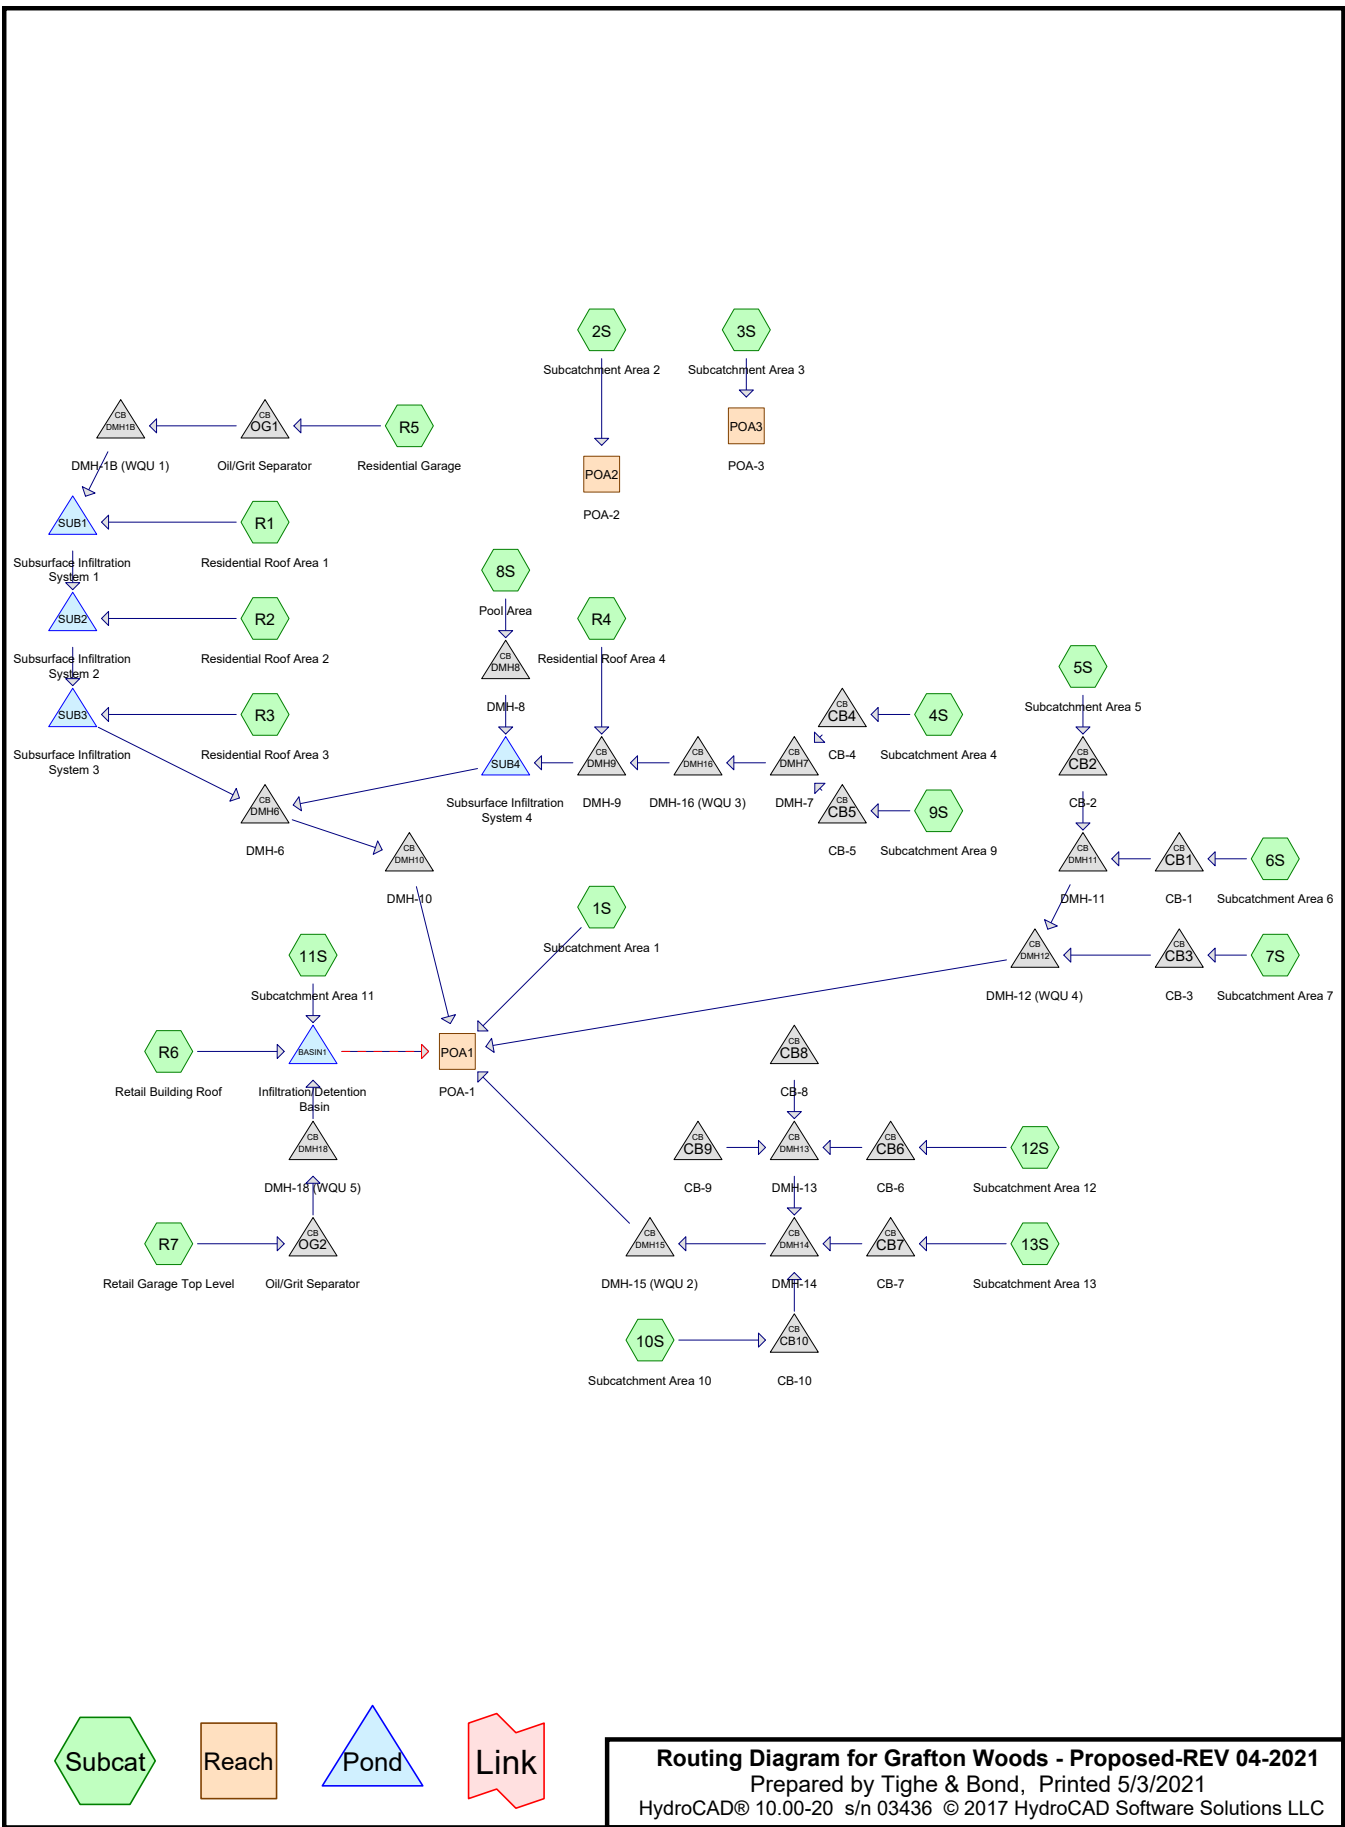 2S
3S
Subcatchment Area 2
Subcatchment Area 3
CB
DMH1B
CB
OG1
R5
POA3
DMH-1B (WQU 1)
Oil/Grit Separator
Residential Garage
POA-3
POA2
POA-2
SUB1
R1
Subsurface Infiltration
System 1
Residential Roof Area 1
8S
Pool Area
SUB2
R2
R4
Subsurface Infiltration
System 2
Residential Roof Area 2
CB
DMH8
Residential Roof Area 4
5S
Subcatchment Area 5
DMH-8
SUB3
R3
CB
CB4
4S
Subsurface Infiltration
System 3
Residential Roof Area 3
CB-4
Subcatchment Area 4
SUB4
CB
DMH9
CB
DMH16
CB
DMH7
CB
CB2
Subsurface Infiltration
System 4
DMH-9
DMH-16 (WQU 3)
DMH-7
CB-2
CB
DMH6
CB
CB5
9S
DMH-6
CB-5
Subcatchment Area 9
CB
DMH10
CB
DMH11
CB
CB1
6S
DMH-10
DMH-11
CB-1
Subcatchment Area 6
1S
Subcatchment Area 1
11S
CB
DMH12
CB
CB3
7S
Subcatchment Area 11
DMH-12 (WQU 4)
CB-3
Subcatchment Area 7
R6
BASIN1
POA1
CB
CB8
Retail Building Roof
Infiltration/Detention
Basin
POA-1
CB-8
CB
DMH18
CB
CB9
CB
DMH13
CB
CB6
12S
DMH-18 (WQU 5)
CB-9
DMH-13
CB-6
Subcatchment Area 12
R7
CB
OG2
CB
DMH15
CB
DMH14
CB
CB7
13S
Retail Garage Top Level
Oil/Grit Separator
DMH-15 (WQU 2)
DMH-14
CB-7
Subcatchment Area 13
10S
CB
CB10
Subcatchment Area 10
CB-10
Subcat
Reach
Pond
Link
Routing Diagram for Grafton Woods - Proposed-REV 04-2021
Prepared by Tighe & Bond, Printed 5/3/2021
HydroCAD® 10.00-20 s/n 03436 © 2017 HydroCAD Software Solutions LLC